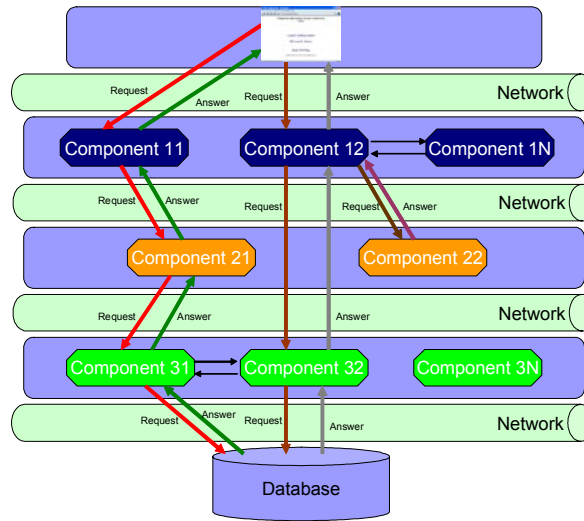 Request
Answer
Request
Answer
Network
Component 11
Component 12
Component 1N
Request
Answer
Request
Request
Answer
Network
Component 21
Component 22
Request
Answer
Request
Answer
Network
Component 31
Component 32
Component 3N
Request
Answer
Request
Answer
Network
Database